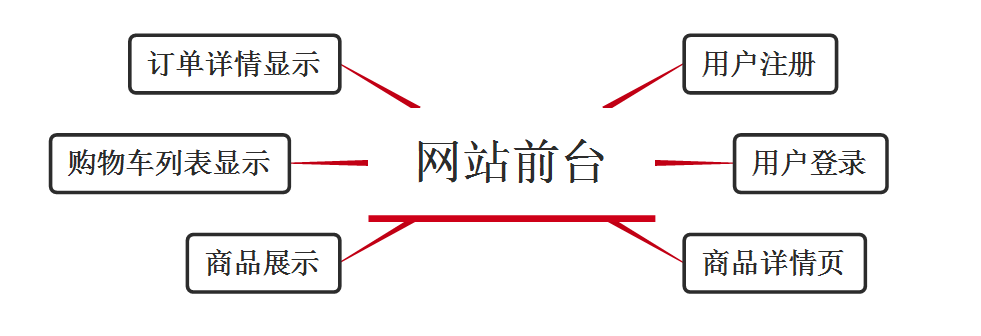 订单详情显示
用户注册
购物车列表显示
网站前台
用户登录
商品展示
商品详情页